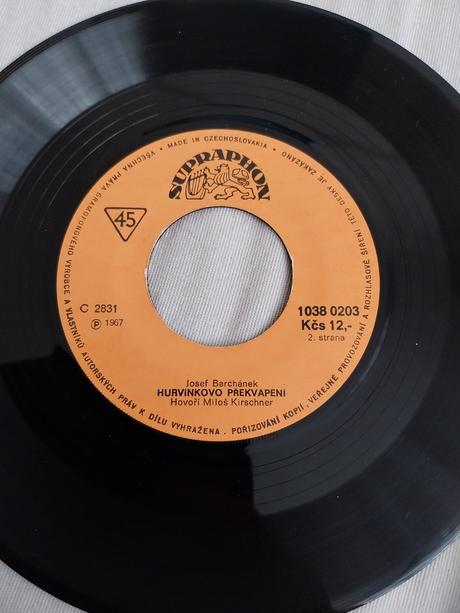 VŠECHNA PRÁVA GRAMOFONOVÉHO VÝROBCE A VLASTNÍKŮ AUTORSKÝCH PRÁV K DÍLU VYHRAŽENA . POŘIZOVÁNÍ KOPIÍ , VEŘEJNÉ PROVOZOVÁNÍ A ROZHLASOVÉ ŠÍŘENÍ TÉTO DESKY JE ZAKÁZÁNO
• MADE IN CZECHOSLOVAKIA •
SUPRAPHON
45
C 2831
℗ 1967
1038 0203
Kčs 12,-
2. strana
Josef Barchánek
HURVÍNKOVO PŘEKVAPENÍ
Hovoří Miloš Kirschner